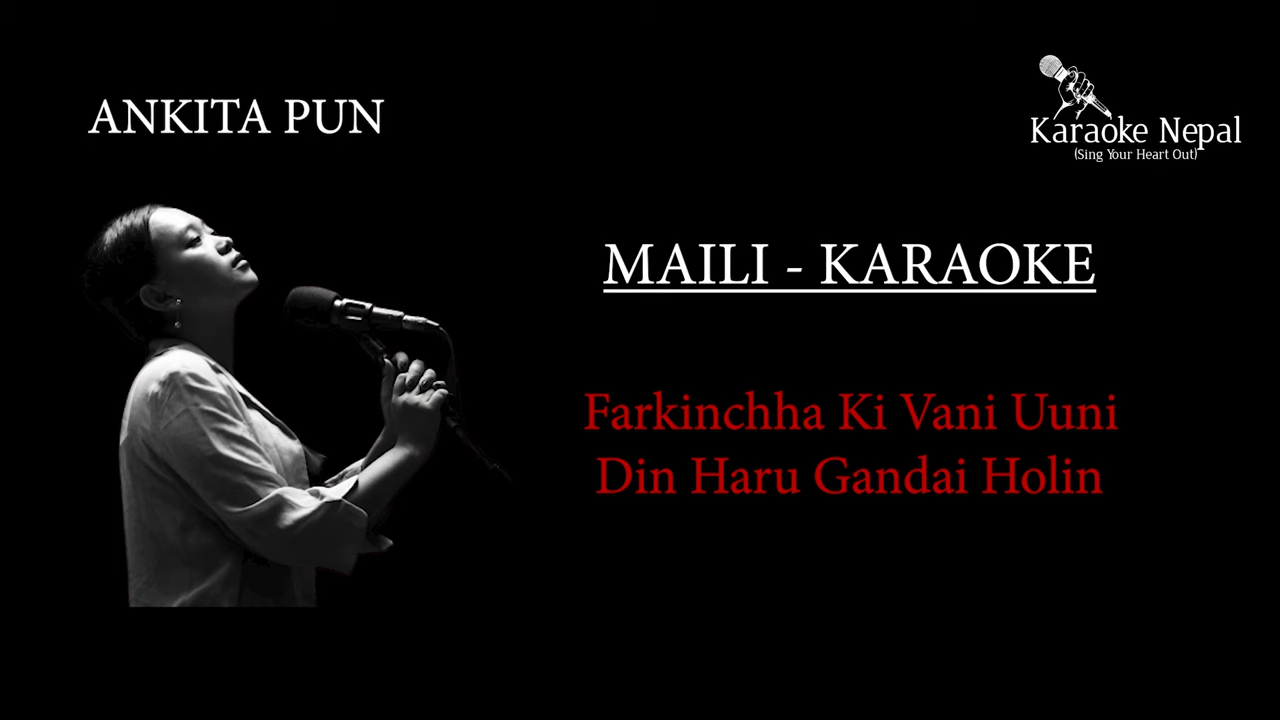 ANKITA PUN
Karaoke Nepal
(Sing Your Heart Out)
MAILI - KARAOKE
Farkinchha Ki Vani Uuni
Din Haru Gandai Holin